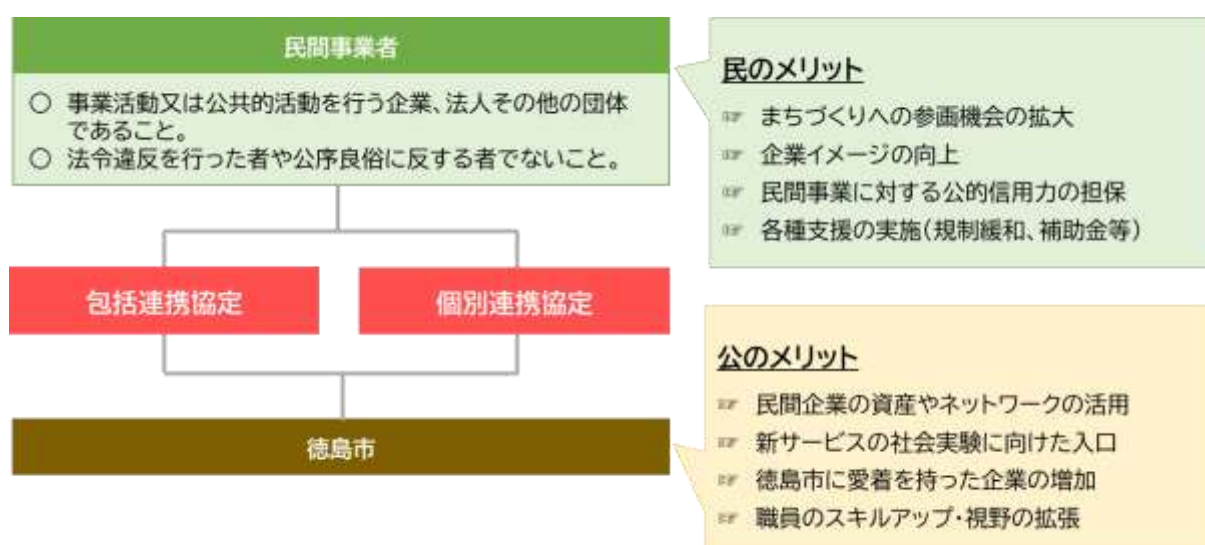 民間事業者
○ 事業活動又は公共的活動を行う企業、法人その他の団体
であること。
○ 法令違反を行った者や公序良俗に反する者でないこと。
包括連携協定
個別連携協定
徳島市
民のメリット
☞ まちづくりへの参画機会の拡大
☞ 企業イメージの向上
☞ 民間事業に対する公的信用力の担保
☞ 各種支援の実施(規制緩和、補助金等)
公のメリット
☞ 民間企業の資産やネットワークの活用
☞ 新サービスの社会実験に向けた入口
☞ 徳島市に愛着を持った企業の増加
☞ 職員のスキルアップ・視野の拡張